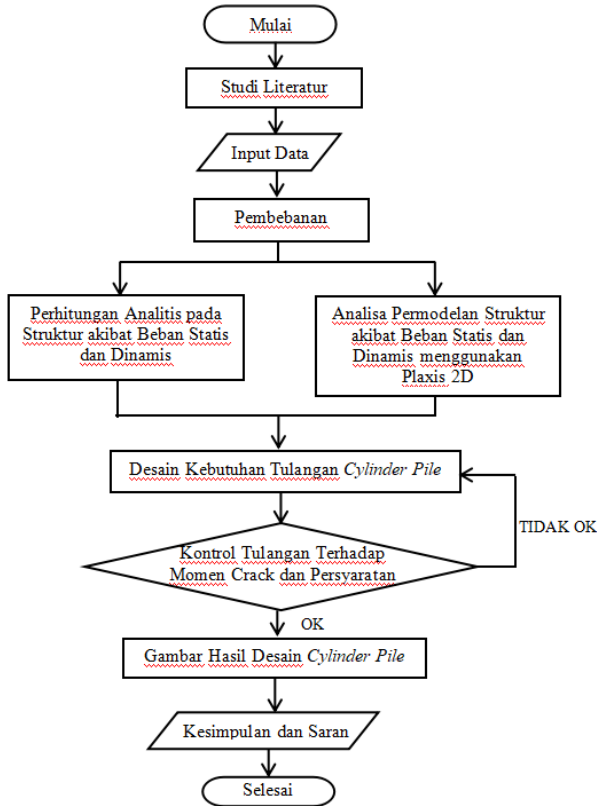 Mulai
Studi Literatur
Input Data
Pembebanan
Perhitungan Analitis pada
Struktur akibat Beban Statis
dan Dinamis
Analisa Permodelan Struktur
akibat Beban Statis dan
Dinamis menggunakan
Plaxis 2D
Desain Kebutuhan Tulangan Cylinder Pile
TIDAK OK
Kontrol Tulangan Terhadap
Momen Crack dan Persyaratan
OK
Gambar Hasil Desain Cylinder Pile
Kesimpulan dan Saran
Selesai